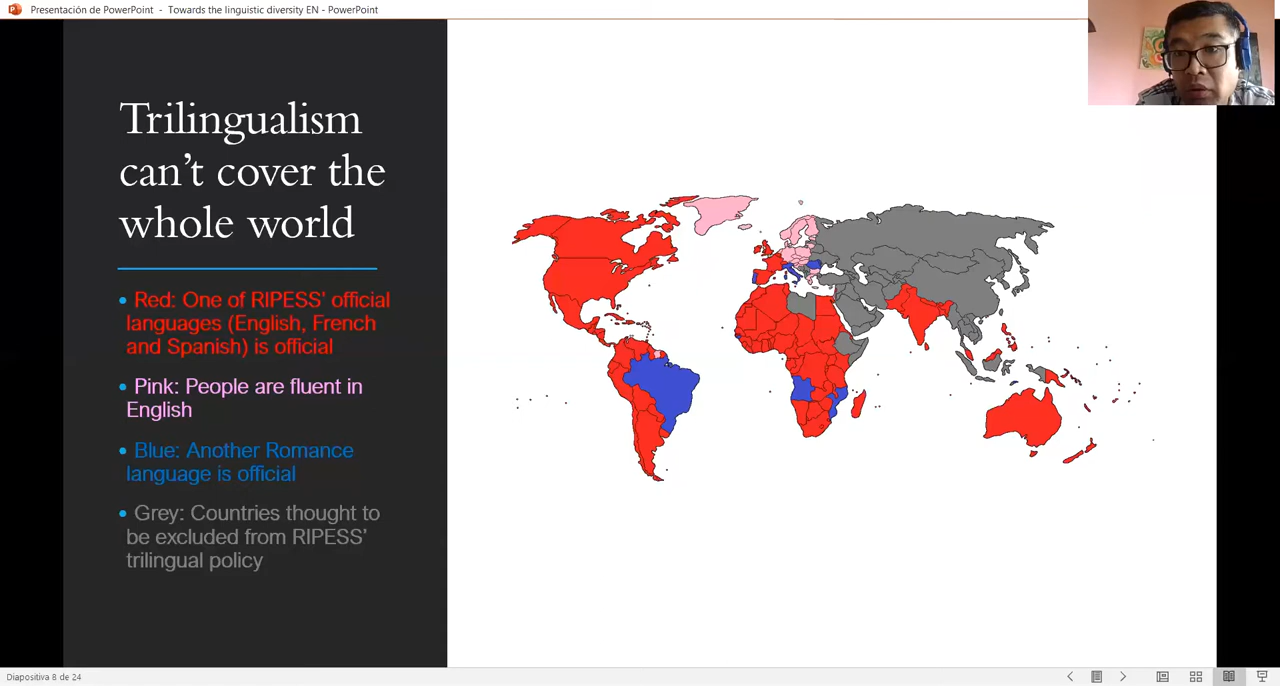 Presentación de PowerPoint - Towards the linguistic diversity EN - PowerPoint
Trilingualism
can’t cover the
whole world
• Red: One of RIPESS’ official
languages (English, French
and Spanish) is official
• Pink: People are fluent in
English
• Blue: Another Romance
language is official
• Grey: Countries thought to
be excluded from RIPESS’
trilingual policy
Diapositiva 8 de 24